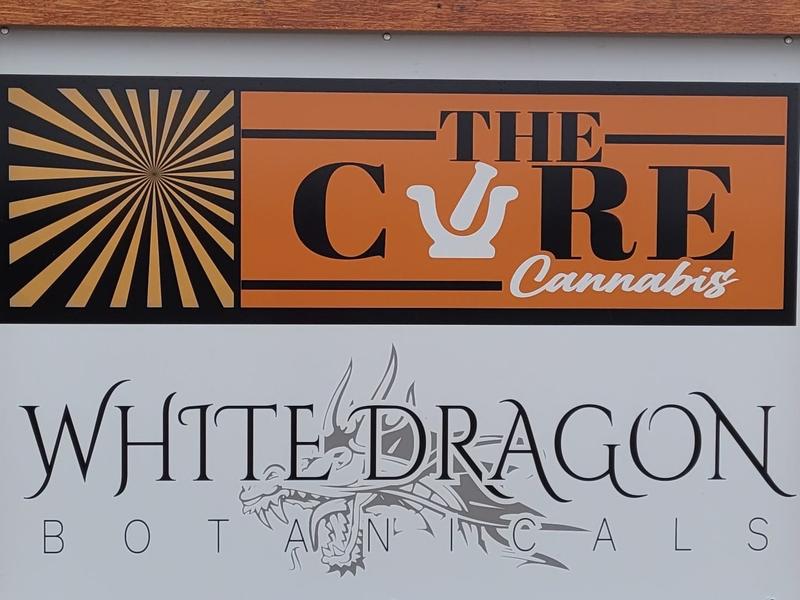 THE
CURE
Cannabis
WHITE DRAGON
BOTANICALS